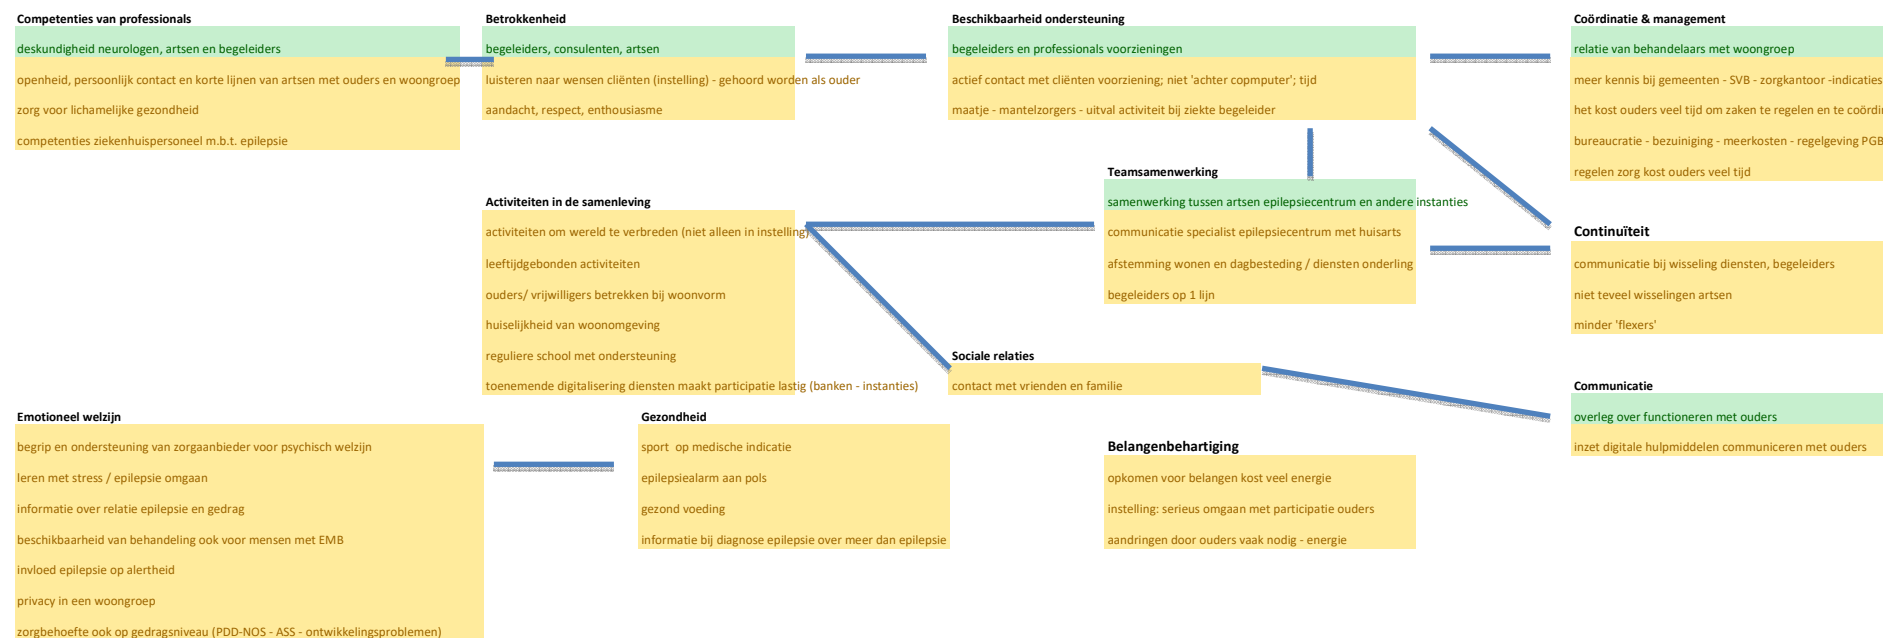 Competenties van professionals
deskundigheid neurologen, artsen en begeleiders
openheid, persoonlijk contact en korte lijnen van artsen met ouders en woongroep
zorg voor lichamelijke gezondheid
competenties ziekenhuispersoneel m.b.t. epilepsie
Betrokkenheid
begeleiders, consulenten, artsen
luisteren naar wensen cliënten (instelling) - gehoord worden als ouder
aandacht, respect, enthousiasme
Beschikbaarheid ondersteuning
begeleiders en professionals voorzieningen
actief contact met cliënten voorziening; niet 'achter copmputer'; tijd
maatje - mantelzorgers - uitval activiteit bij ziekte begeleider
Coördinatie & management
relatie van behandelaars met woongroep
meer kennis bij gemeenten - SVB - zorgkantoor -indicaties
het kost ouders veel tijd om zaken te regelen en te coördi
bureaucratie - bezuiniging - meerkosten - regelgeving PGB
regelen zorg kost ouders veel tijd
Activiteiten in de samenleving
activiteiten om wereld te verbreden (niet alleen in instelling)
leeftijdgebonden activiteiten
ouders/ vrijwilligers betrekken bij woonvorm
huiselijkheid van woonomgeving
reguliere school met ondersteuning
toenemende digitalisering diensten maakt participatie lastig (banken - instanties)
Teamsamenwerking
samenwerking tussen artsen epilepsiecentrum en andere instanties
communicatie specialist epilepsiecentrum met huisarts
afstemming wonen en dagbesteding / diensten onderling
begeleiders op 1 lijn
Continuïteit
communicatie bij wisseling diensten, begeleiders
niet teveel wisselingen artsen
minder 'flexers'
Sociale relaties
contact met vrienden en familie
Communicatie
overleg over functioneren met ouders
inzet digitale hulpmiddelen communiceren met ouders
Emotioneel welzijn
begrip en ondersteuning van zorgaanbieder voor psychisch welzijn
leren met stress / epilepsie omgaan
informatie over relatie epilepsie en gedrag
beschikbaarheid van behandeling ook voor mensen met EMB
invloed epilepsie op alertheid
privacy in een woongroep
zorgbehoefte ook op gedragsniveau (PDD-NOS - ASS - ontwikkelingsproblemen)
Gezondheid
sport op medische indicatie
epilepsiealarm aan pols
gezond voeding
informatie bij diagnose epilepsie over meer dan epilepsie
Belangenbehartiging
opkomen voor belangen kost veel energie
instelling: serieus omgaan met participatie ouders
aandringen door ouders vaak nodig - energie